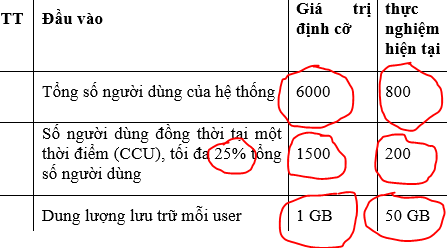 TT Đầu vào Giá trị định cỡ thực nghiệm hiện tại
Tổng số người dùng của hệ thống 6000 800
Số người dùng đồng thời tại một
thời điểm (CCU), tối đa 25% tổng 1500 200
số người dùng
Dung lượng lưu trữ mỗi user 1 GB 50 GB